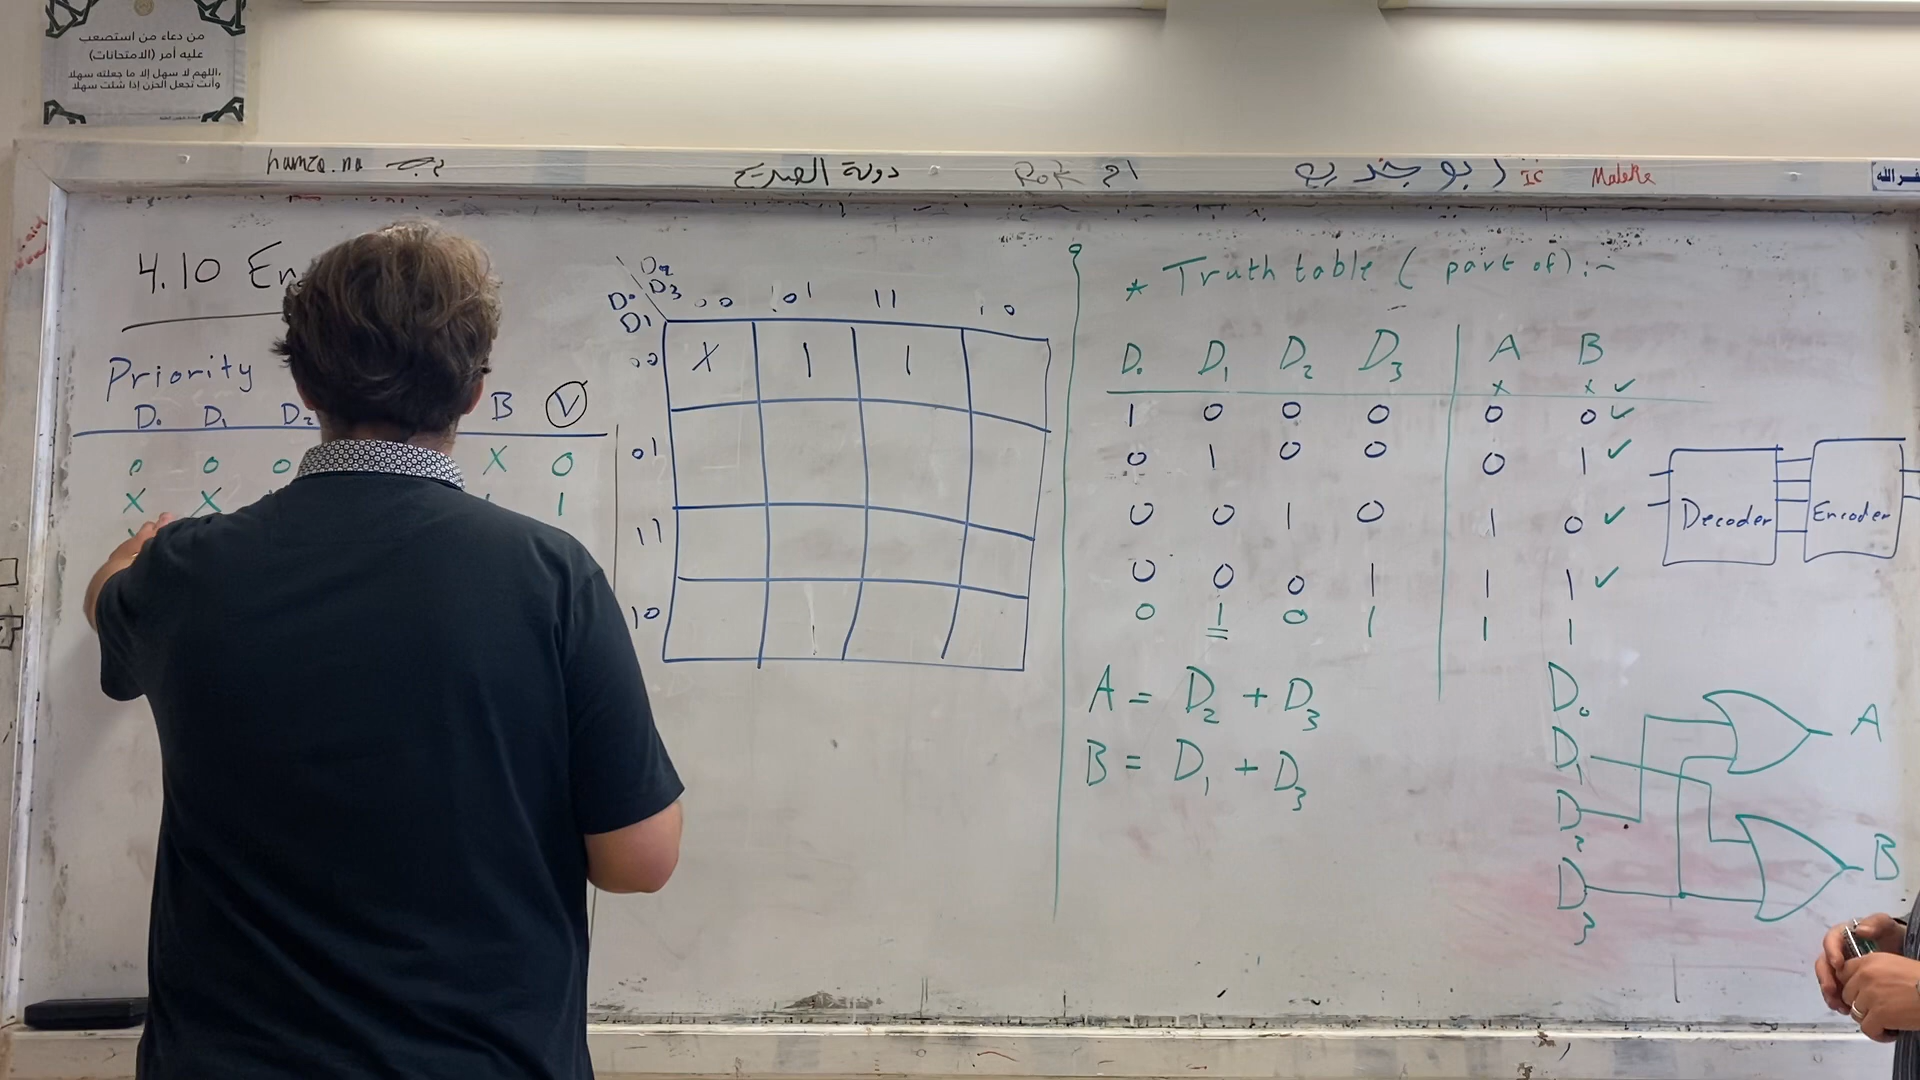 من دعاء من استصعب
عليه أمر (الامتحانات)
اللهم لا سهل إلا ما جعلته سهلا،
وأنت تجعل الحزن إذا شئت سهلا
hamza.na
دولة
ابو
IC
Maleke
4.10 En
Priority
D₀ D₁ D₂ B V
0 0 0 X 0
X X 1
D₂
D₃
D₀
D₁
00 01 11 10
00 X 1 1
01
11
10 1
* Truth table ( part of):-
D₀ D₁ D₂ D₃ A B
x x ✓
1 0 0 0 0 0 ✓
0 1 0 0 0 1 ✓
0 0 1 0 1 0 ✓
0 0 0 1 1 1 ✓
0 1 0 1 1 1
A = D₂ + D₃
B = D₁ + D₃
Decoder
Encoder
D₀
D₁
D₂
D₃
A
B